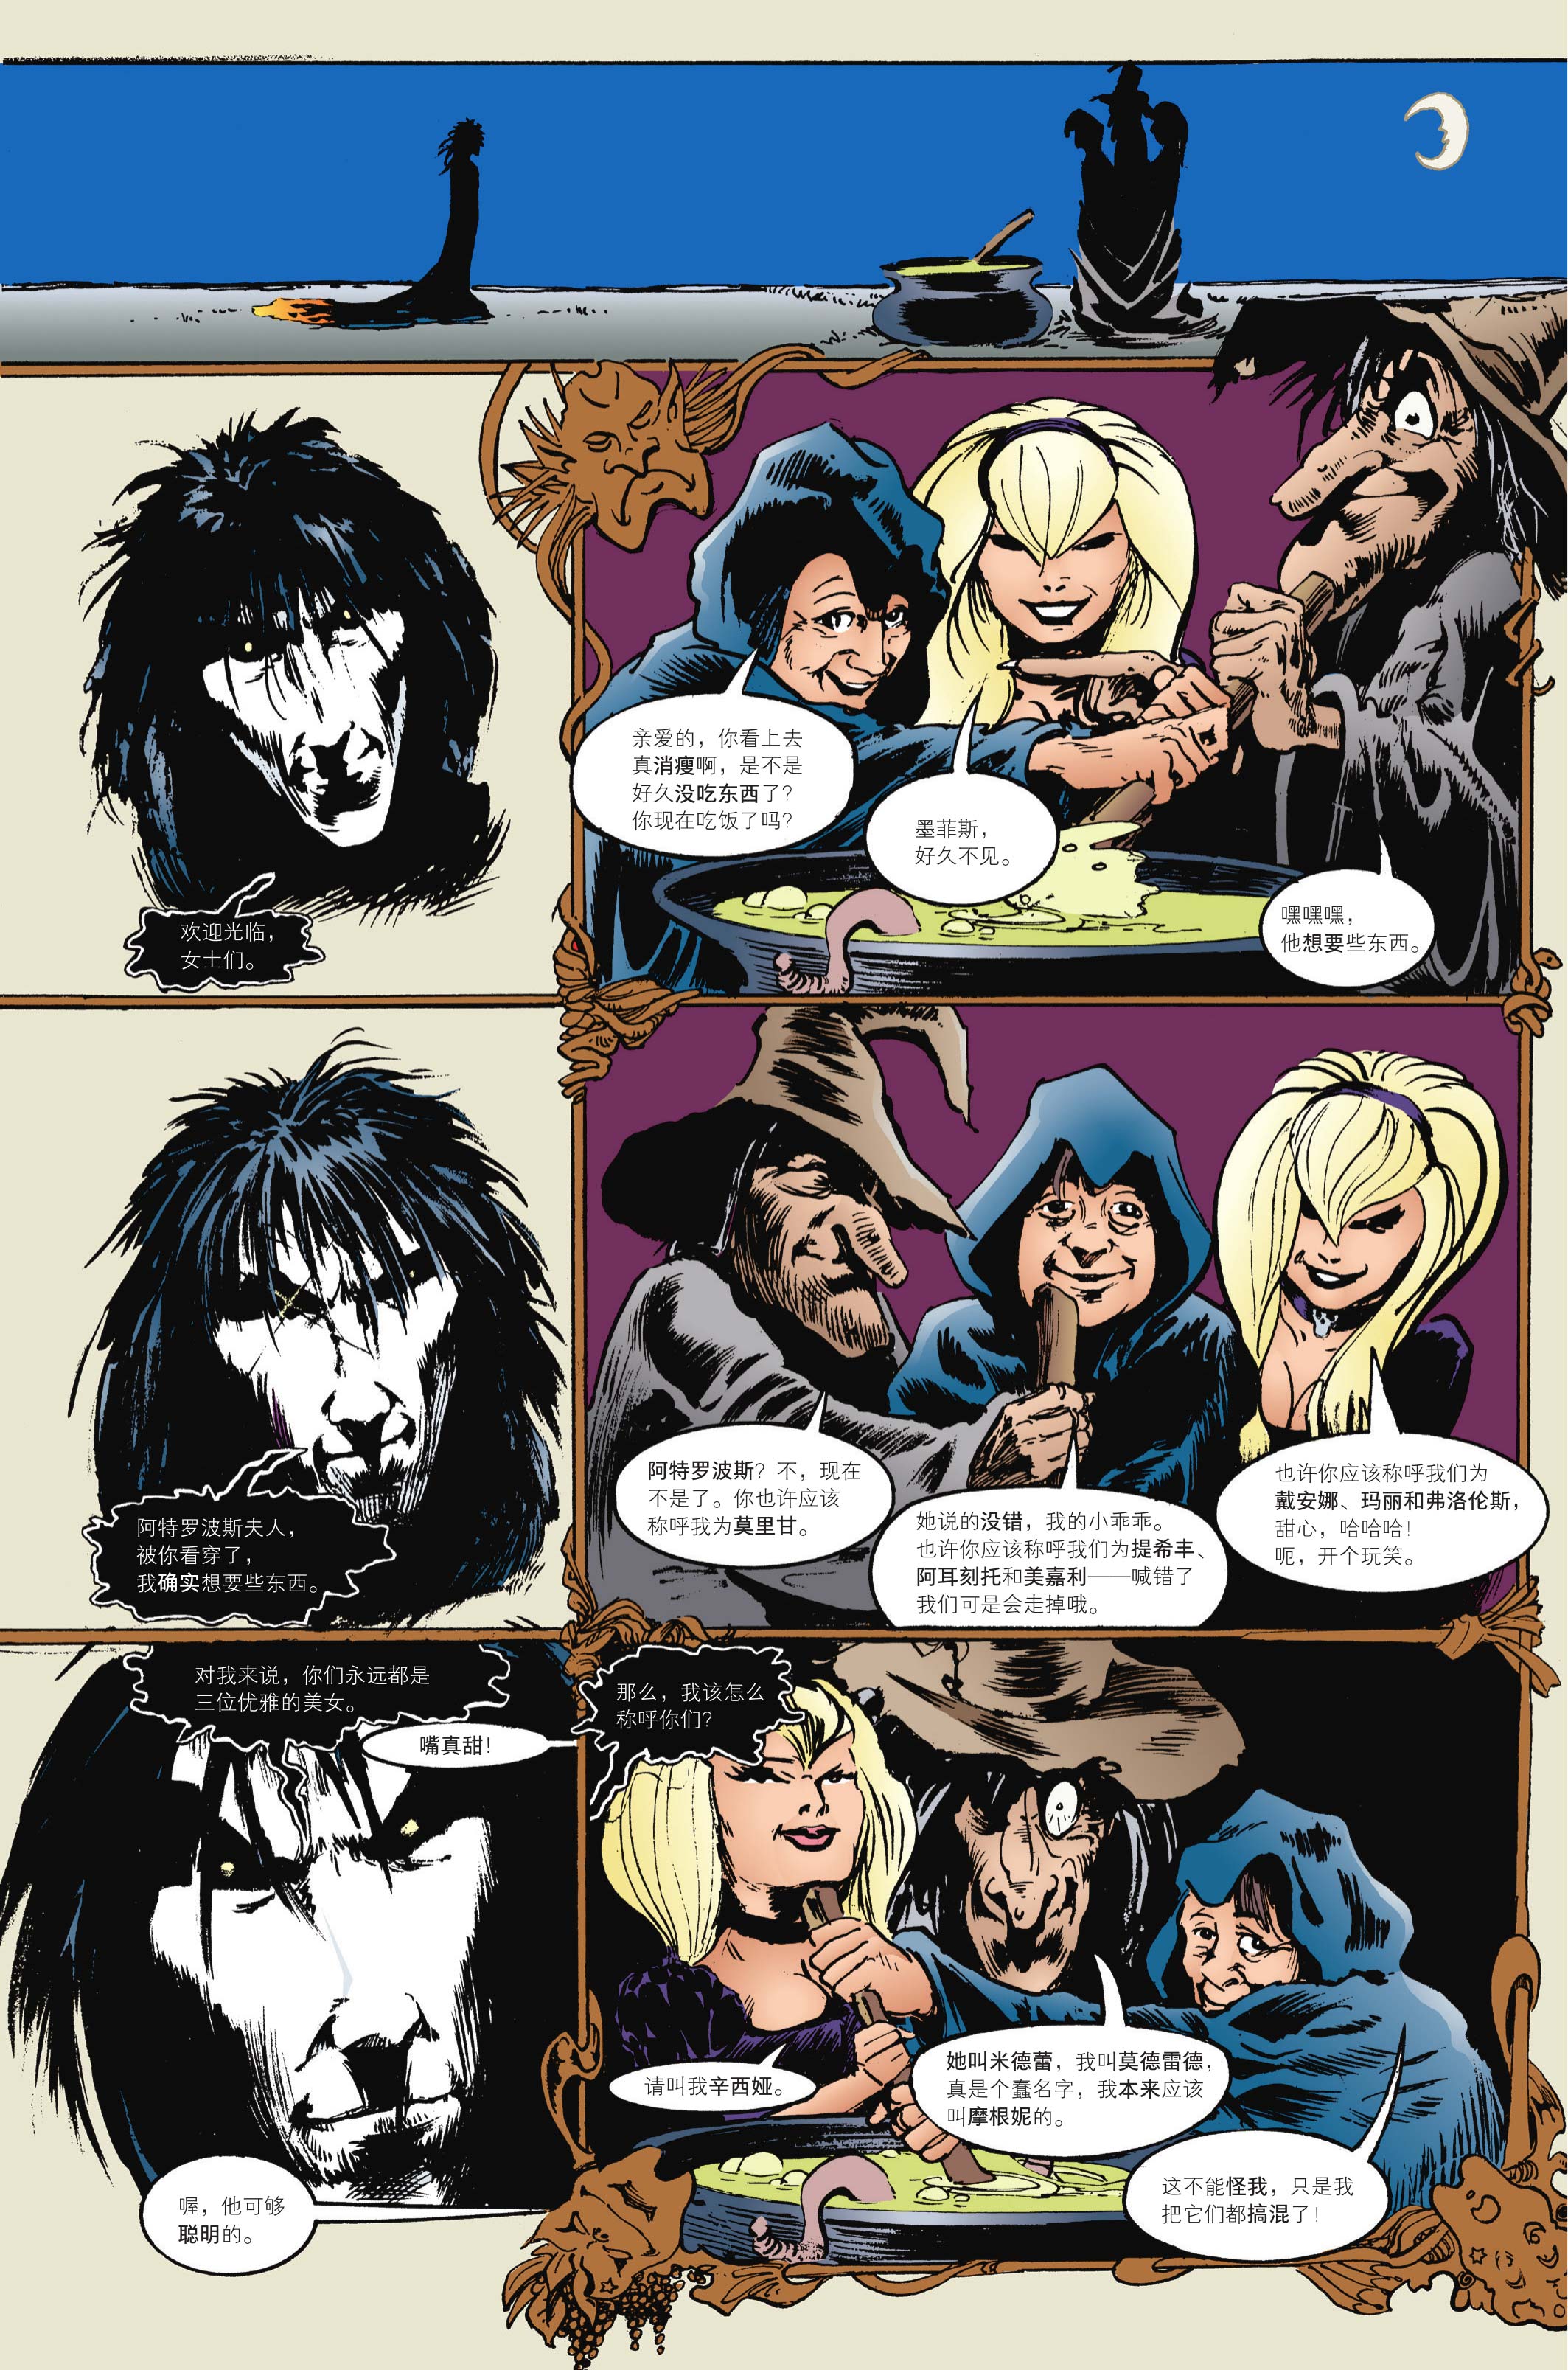 欢迎光临，
女士们。
亲爱的，你看上去
真消瘦啊，是不是
好久没吃东西了？
你现在吃饭了吗？
墨菲斯，
好久不见。
嘿嘿嘿，
他想要些东西。
阿特罗波斯夫人，
被你看穿了，
我确实想要些东西。
阿特罗波斯？不，现在
不是了。你也许应该
称呼我为莫里甘。
她说的没错，我的小乖乖。
也许你应该称呼我们为提希丰、
阿耳刻托和美嘉利——喊错了
我们可是会走掉哦。
也许你应该称呼我们为
戴安娜、玛丽和弗洛伦斯，
甜心，哈哈哈！
呃，开个玩笑。
对我来说，你们永远都是
三位优雅的美女。
嘴真甜！
喔，他可够
聪明的。
那么，我该怎么
称呼你们？
请叫我辛西娅。
她叫米德蕾，我叫莫德雷德，
真是个蠢名字，我本来应该
叫摩根妮的。
这不能怪我，只是我
把它们都搞混了！